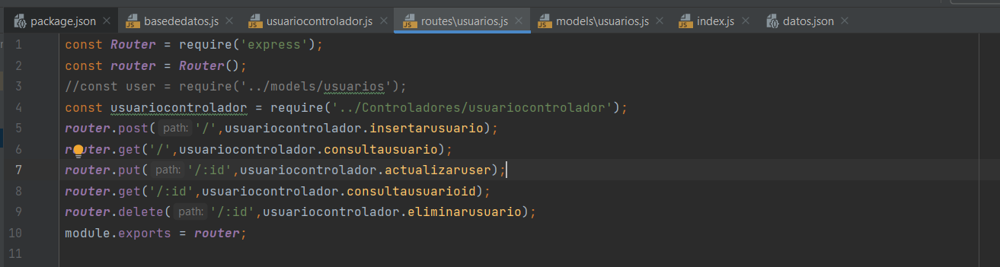 package.json basededatos.js usuariocontrolador.js routes\usuarios.js models\usuarios.js index.js datos.json
1 const Router = require('express');
2 const router = Router();
3 //const user = require('../models/usuarios');
4 const usuariocontrolador = require('../Controladores/usuariocontrolador');
5 router.post( path: '/',usuariocontrolador.insertarusuario);
6 router.get('/',usuariocontrolador.consultausuario);
7 router.put( path: '/:id',usuariocontrolador.actualizaruser);
8 router.get('/:id',usuariocontrolador.consultausuarioid);
9 router.delete( path: '/:id',usuariocontrolador.eliminarusuario);
10 module.exports = router;
11